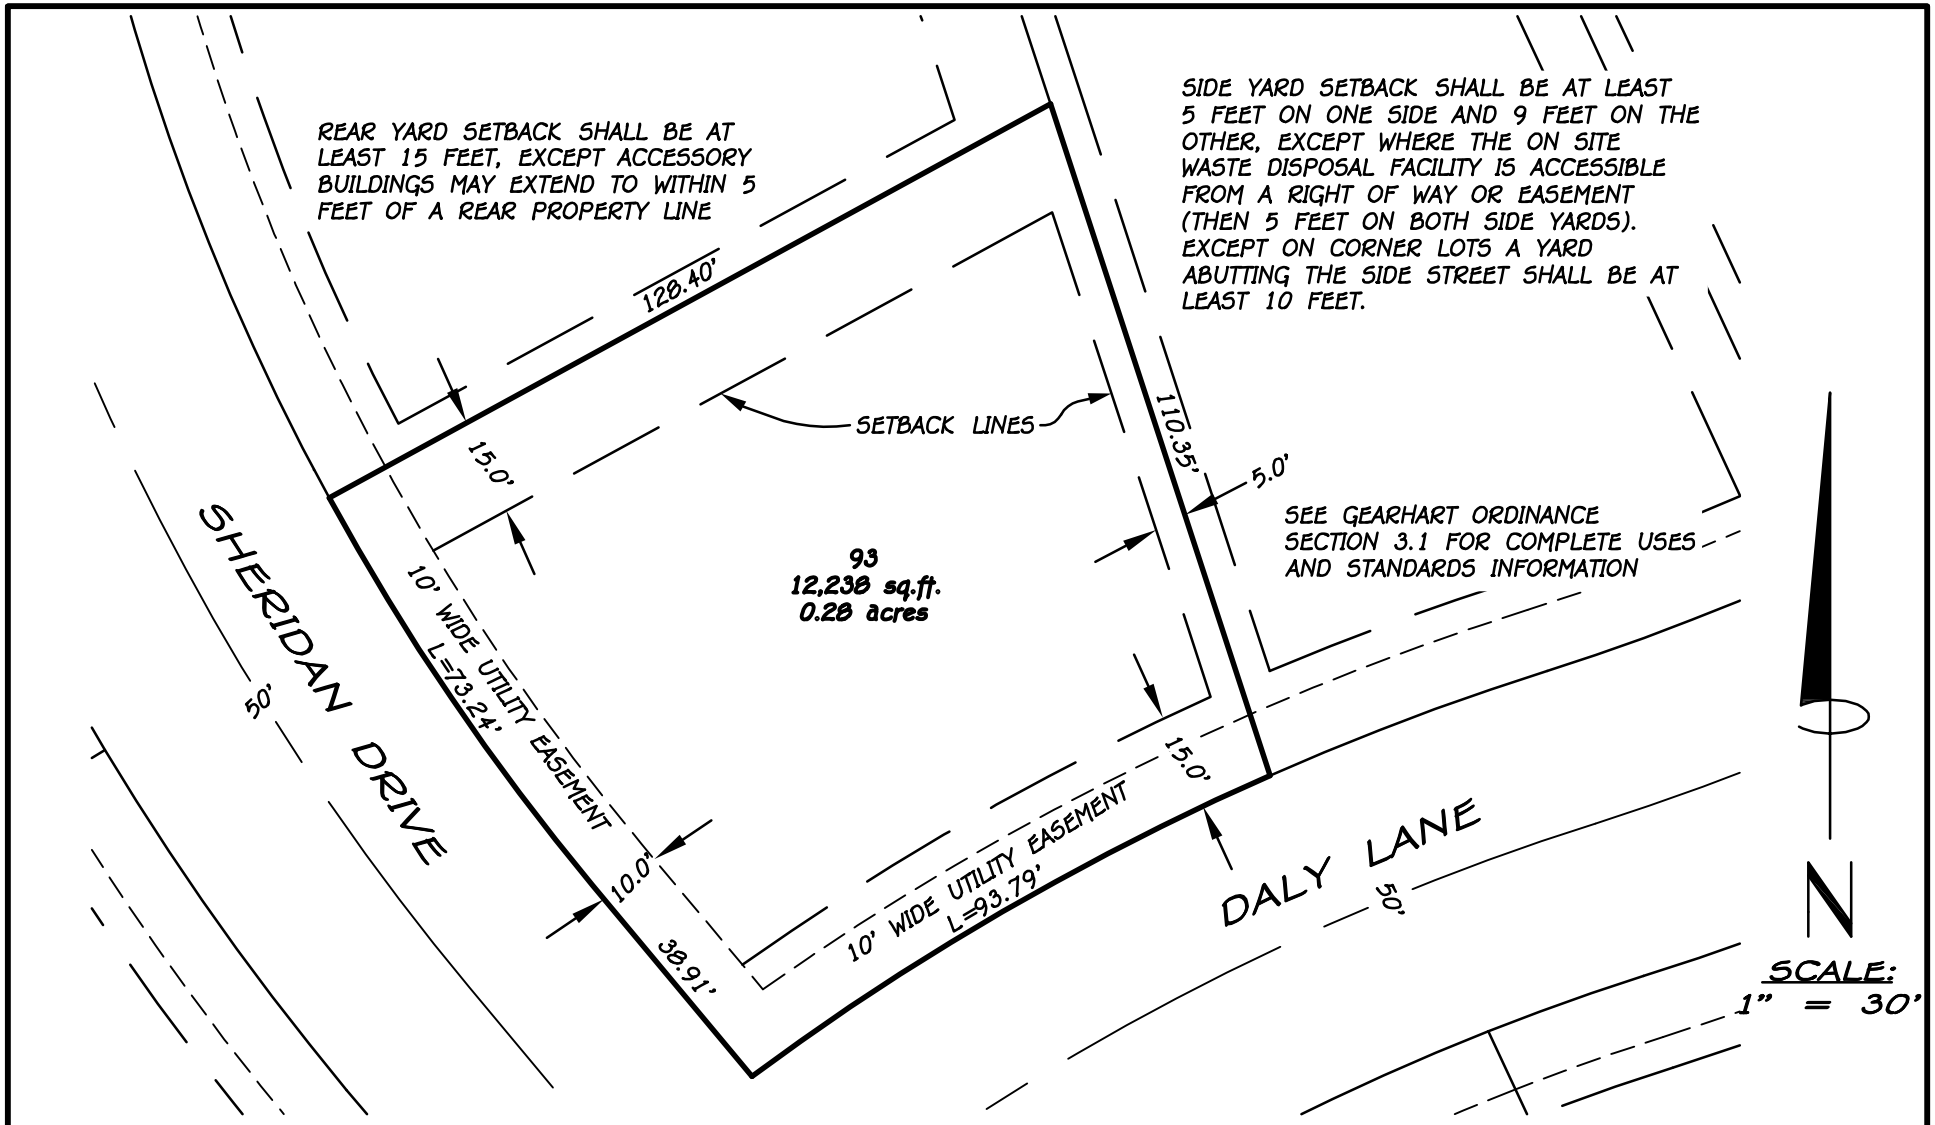 REAR YARD SETBACK SHALL BE AT
LEAST 15 FEET, EXCEPT ACCESSORY
BUILDINGS MAY EXTEND TO WITHIN 5
FEET OF A REAR PROPERTY LINE
SIDE YARD SETBACK SHALL BE AT LEAST
5 FEET ON ONE SIDE AND 9 FEET ON THE
OTHER, EXCEPT WHERE THE ON SITE
WASTE DISPOSAL FACILITY IS ACCESSIBLE
FROM A RIGHT OF WAY OR EASEMENT
(THEN 5 FEET ON BOTH SIDE YARDS).
EXCEPT ON CORNER LOTS A YARD
ABUTTING THE SIDE STREET SHALL BE AT
LEAST 10 FEET.
128.40'
SETBACK LINES
110.35'
15.0'
5.0'
SEE GEARHART ORDINANCE
SECTION 3.1 FOR COMPLETE USES
AND STANDARDS INFORMATION
93
12,238 sq.ft.
0.28 acres
SHERIDAN DRIVE
50'
10' WIDE UTILITY EASEMENT
L=73.24'
10.0'
38.91'
15.0'
10' WIDE UTILITY EASEMENT
L=93.79'
DALY LANE
50'
N
SCALE:
1" = 30'